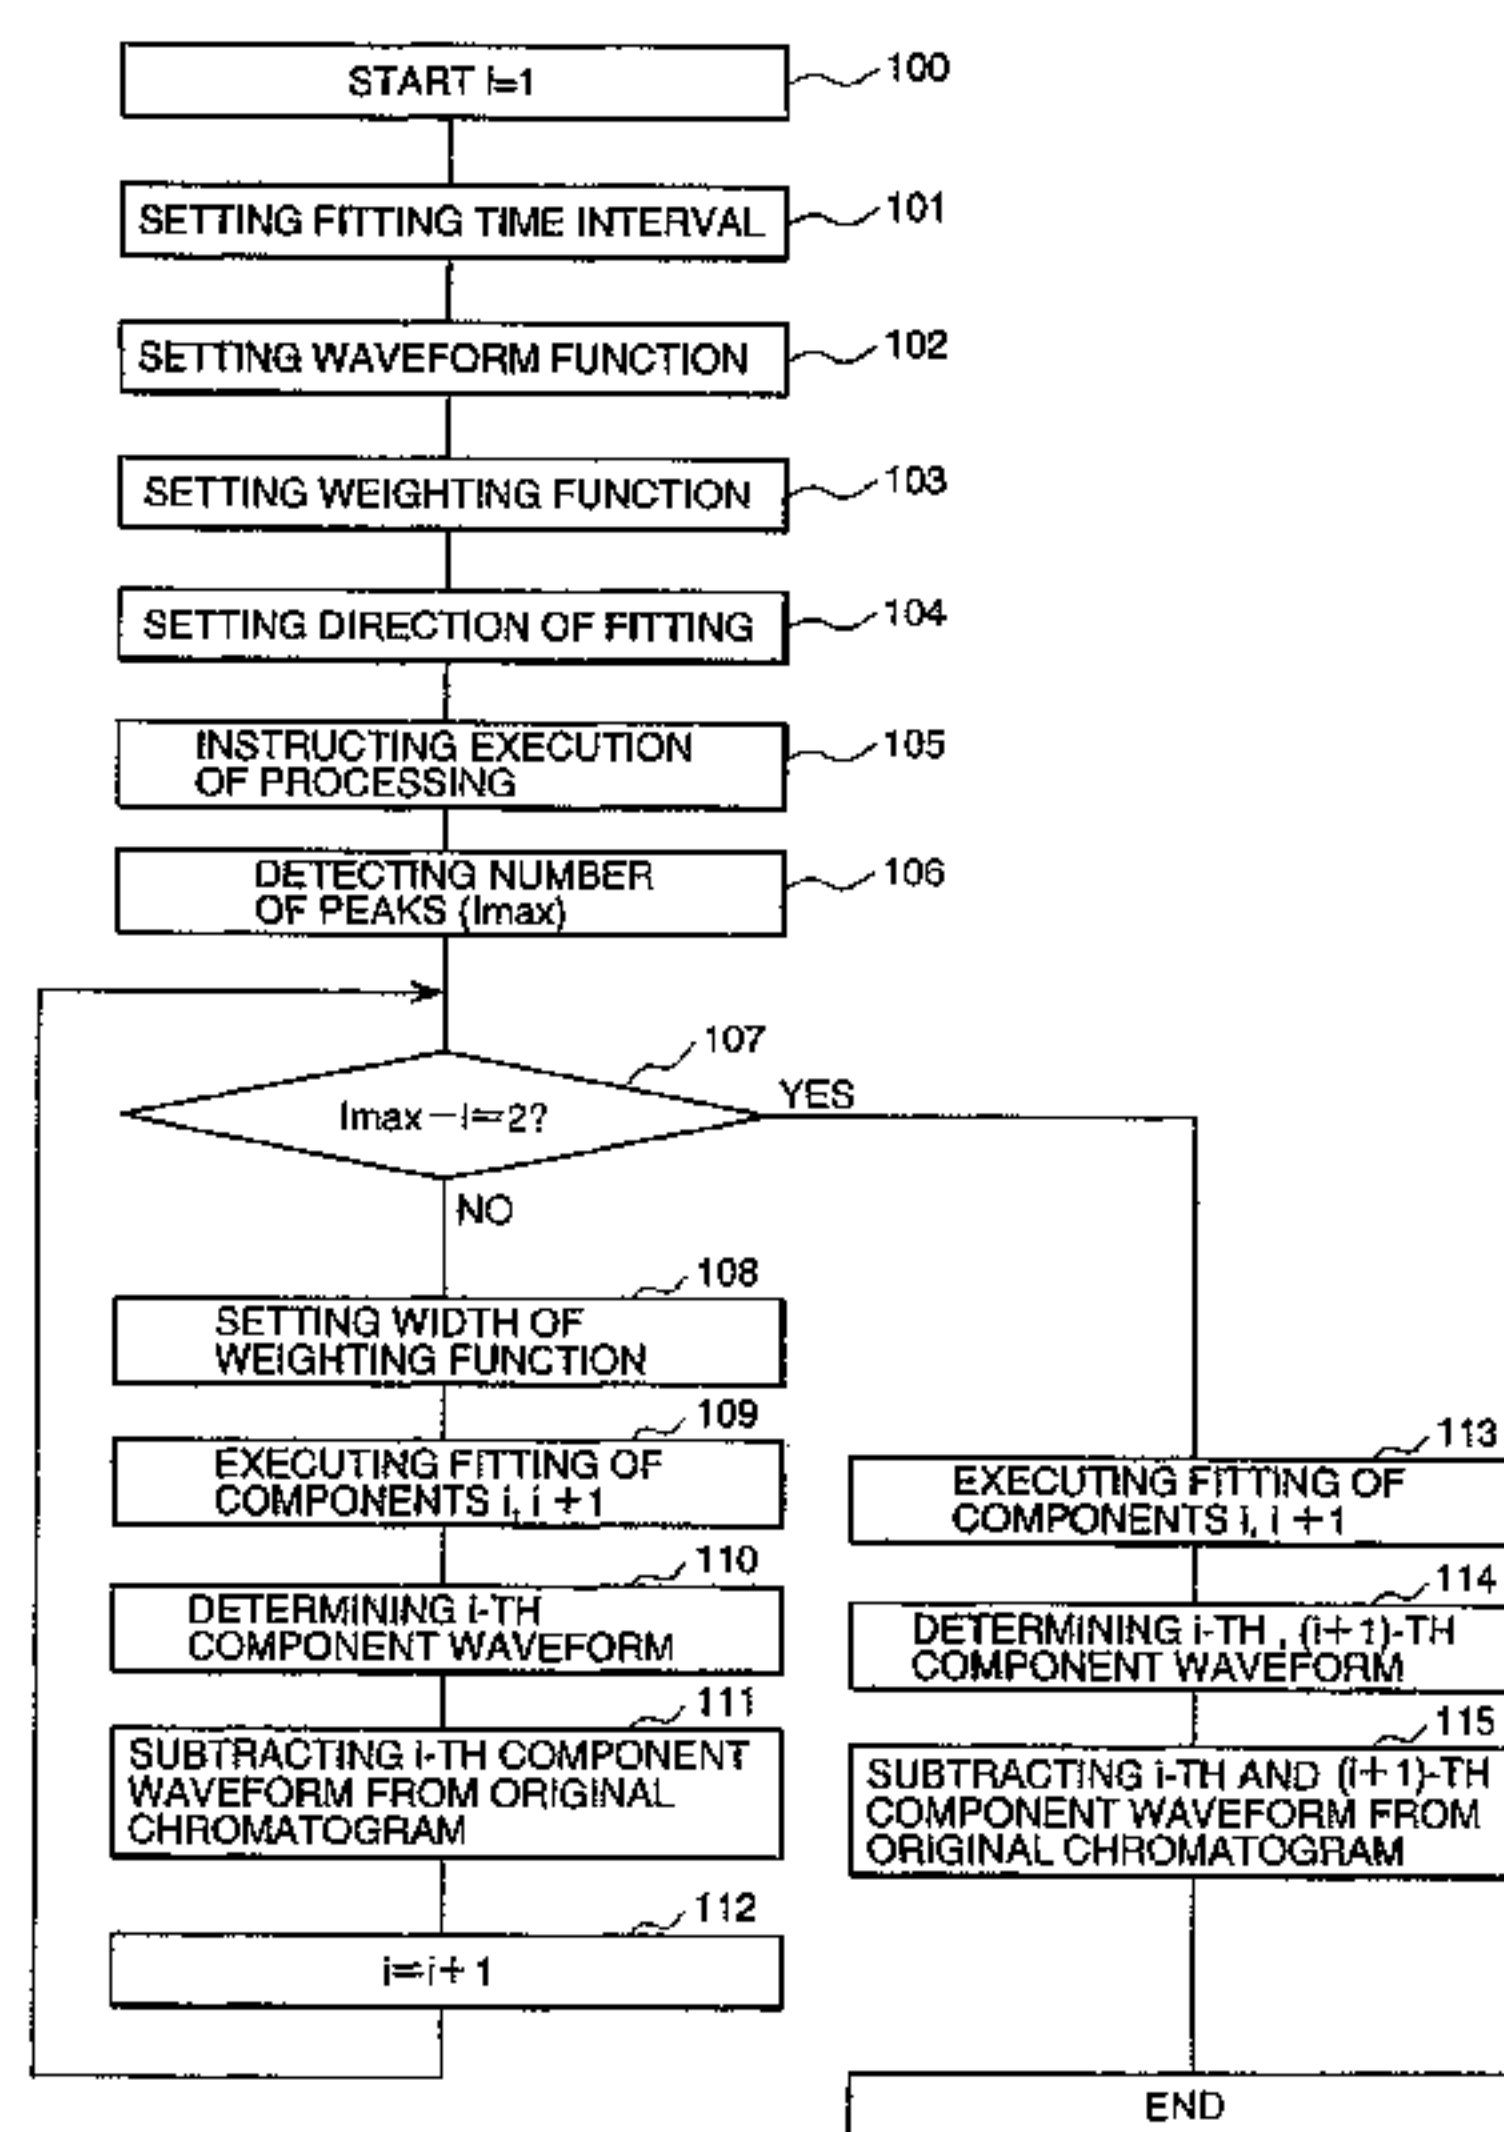 START i=1
100
SETTING FITTING TIME INTERVAL
101
SETTING WAVEFORM FUNCTION
102
SETTING WEIGHTING FUNCTION
103
SETTING DIRECTION OF FITTING
104
INSTRUCTING EXECUTION
OF PROCESSING
105
DETECTING NUMBER
OF PEAKS (Imax)
106
107
Imax－i=2?
YES
NO
108
SETTING WIDTH OF
WEIGHTING FUNCTION
109
EXECUTING FITTING OF
COMPONENTS i, i +1
110
DETERMINING i-TH
COMPONENT WAVEFORM
111
SUBTRACTING i-TH COMPONENT
WAVEFORM FROM ORIGINAL
CHROMATOGRAM
112
i=i+1
113
EXECUTING FITTING OF
COMPONENTS i, i +1
114
DETERMINING i-TH , (i+1)-TH
COMPONENT WAVEFORM
115
SUBTRACTING i-TH AND (i+1)-TH
COMPONENT WAVEFORM FROM
ORIGINAL CHROMATOGRAM
END